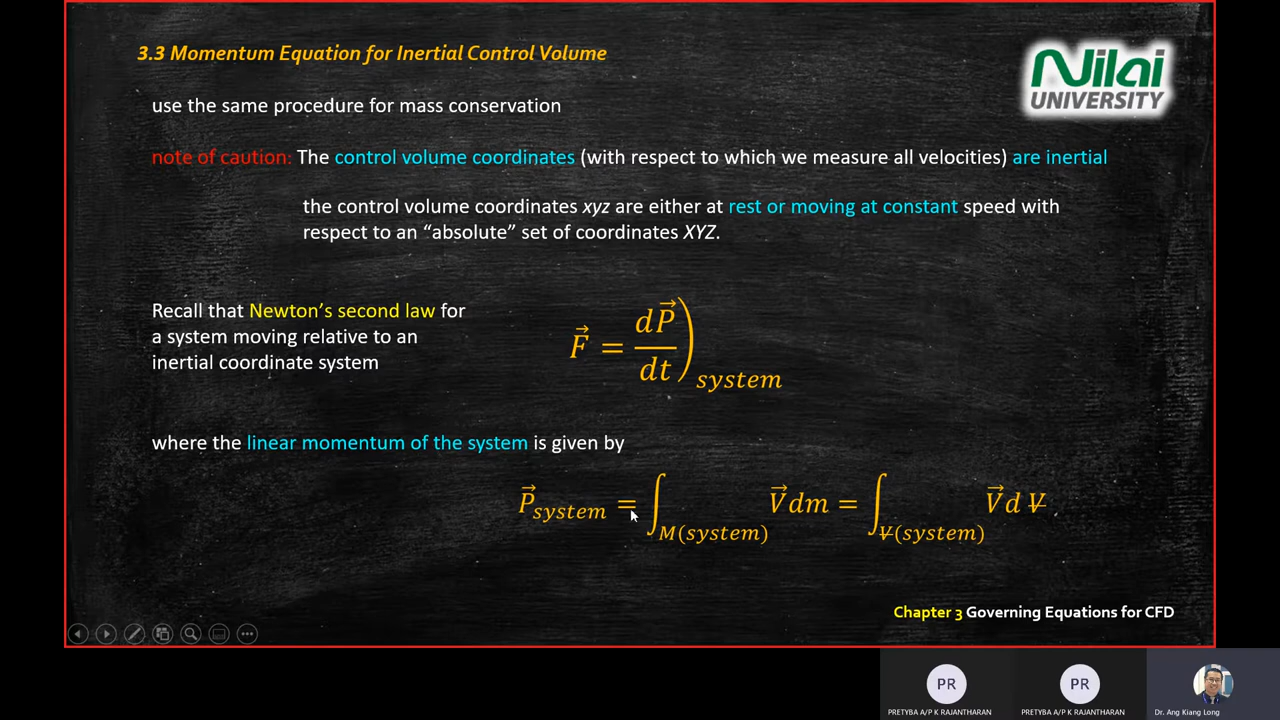 3.3 Momentum Equation for Inertial Control Volume
Nilai
UNIVERSITY
use the same procedure for mass conservation
note of caution: The control volume coordinates (with respect to which we measure all velocities) are inertial
the control volume coordinates xyz are either at rest or moving at constant speed with
respect to an “absolute” set of coordinates XYZ.
Recall that Newton’s second law for
a system moving relative to an
inertial coordinate system
F⃗ = dP⃗/dt)system
where the linear momentum of the system is given by
P⃗system = ∫M(system) V⃗dm = ∫V̶(system) V⃗d V̶
Chapter 3 Governing Equations for CFD
PR
PRETYBA A/P K RAJANTHARAN
PR
PRETYBA A/P K RAJANTHARAN
Dr. Ang Kiang Long